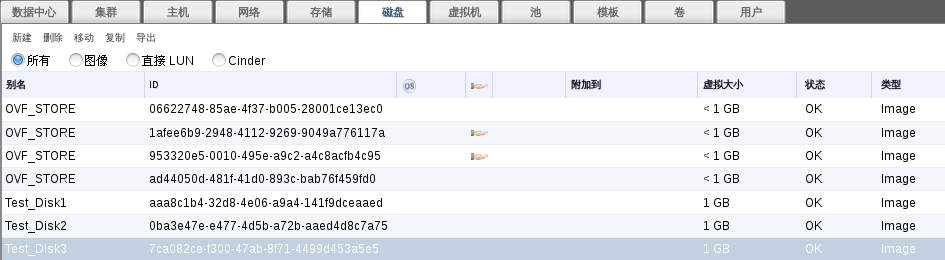 数据中心 集群 主机 网络 存储 磁盘 虚拟机 池 模板 卷 用户
新建 删除 移动 复制 导出
所有 图像 直接 LUN Cinder
别名 ID OS 附加到 虚拟大小 状态 类型
OVF_STORE 06622748-85ae-4f37-b005-28001ce13ec0 < 1 GB OK Image
OVF_STORE 1afee6b9-2948-4112-9269-9049a776117a < 1 GB OK Image
OVF_STORE 953320e5-0010-495e-a9c2-a4c8acfb4c95 < 1 GB OK Image
OVF_STORE ad44050d-481f-41d0-893c-bab76f459fd0 < 1 GB OK Image
Test_Disk1 aaa8c1b4-32d8-4e06-a9a4-141f9dceaaed 1 GB OK Image
Test_Disk2 0ba3e47e-e477-4d5b-a72b-aaed4d8c7a75 1 GB OK Image
Test_Disk3 7ca082ce-f300-47ab-8f71-4499d453a5e5 1 GB OK Image